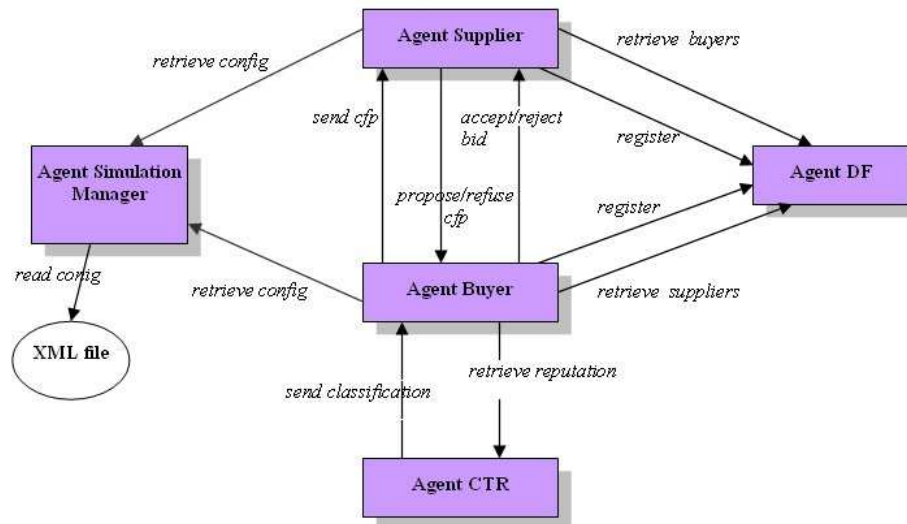 Agent Supplier
retrieve buyers
retrieve config
send cfp
accept/reject
bid
register
Agent Simulation
Manager
Agent DF
propose/refuse
cfp
register
read conig
retrieve config
Agent Buyer
retrieve suppliers
XML file
retrieve reputation
send classification
Agent CTR